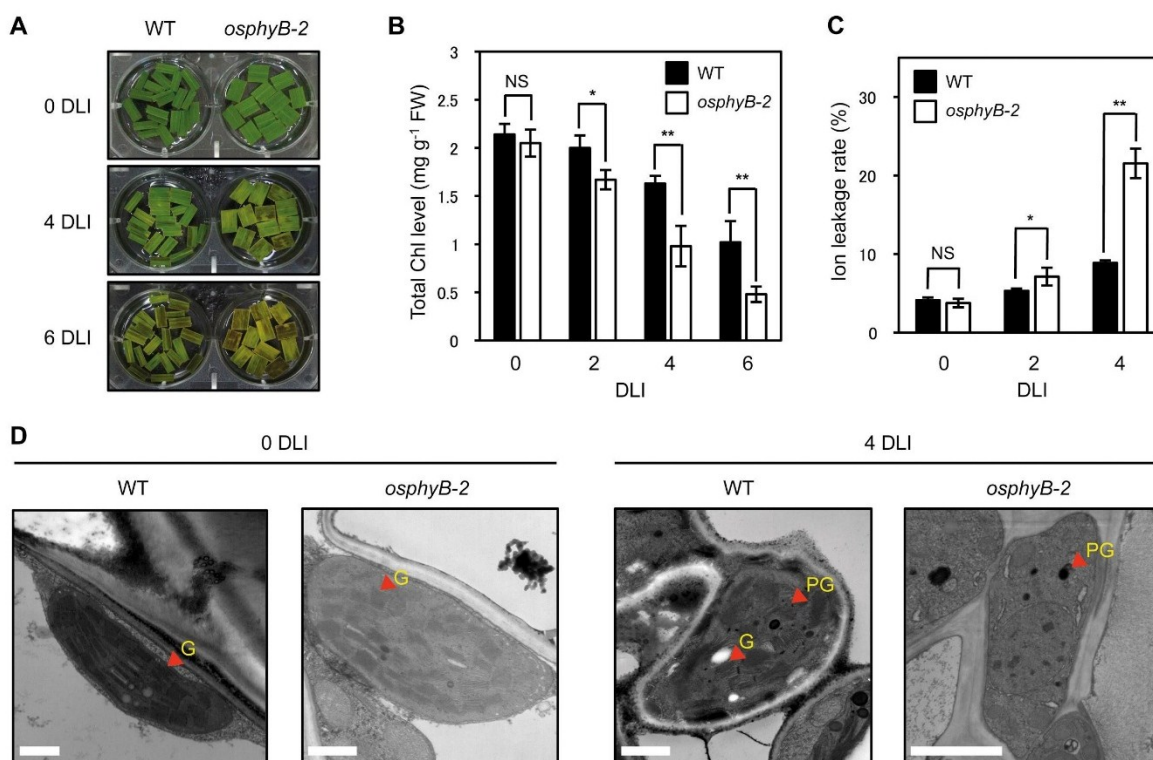 A
WT
osphyB-2
0 DLI
4 DLI
6 DLI
B
Total Chl level (mg g⁻¹ FW)
3
2.5
2
1.5
1
0.5
0
NS
*
**
**
WT
osphyB-2
0
2
4
6
DLI
C
Ion leakage rate (%)
30
20
10
0
NS
*
**
WT
osphyB-2
0
2
4
DLI
D
0 DLI
4 DLI
WT
osphyB-2
WT
osphyB-2
G
G
PG
G
PG